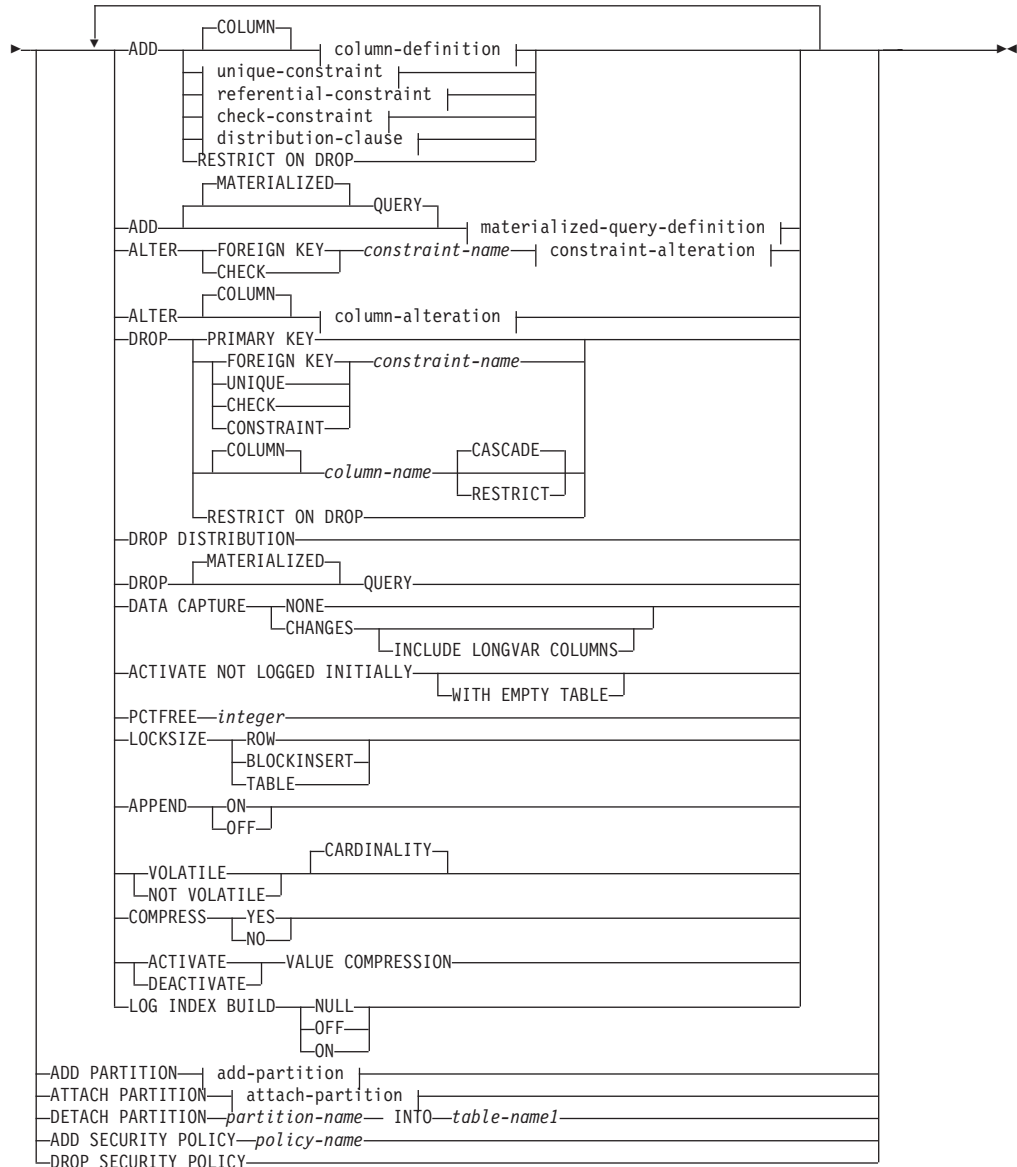 COLUMN
ADD column-definition
unique-constraint
referential-constraint
check-constraint
distribution-clause
RESTRICT ON DROP
MATERIALIZED
QUERY
ADD materialized-query-definition
ALTER FOREIGN KEY constraint-name constraint-alteration
CHECK
COLUMN
ALTER column-alteration
DROP PRIMARY KEY
FOREIGN KEY constraint-name
UNIQUE
CHECK
CONSTRAINT
COLUMN CASCADE
column-name
RESTRICT
RESTRICT ON DROP
DROP DISTRIBUTION
MATERIALIZED
DROP QUERY
DATA CAPTURE NONE
CHANGES
INCLUDE LONGVAR COLUMNS
ACTIVATE NOT LOGGED INITIALLY
WITH EMPTY TABLE
PCTFREE integer
LOCKSIZE ROW
BLOCKINSERT
TABLE
APPEND ON
OFF
CARDINALITY
VOLATILE
NOT VOLATILE
COMPRESS YES
NO
ACTIVATE VALUE COMPRESSION
DEACTIVATE
LOG INDEX BUILD NULL
OFF
ON
ADD PARTITION add-partition
ATTACH PARTITION attach-partition
DETACH PARTITION partition-name INTO table-name1
ADD SECURITY POLICY policy-name
DROP SECURITY POLICY